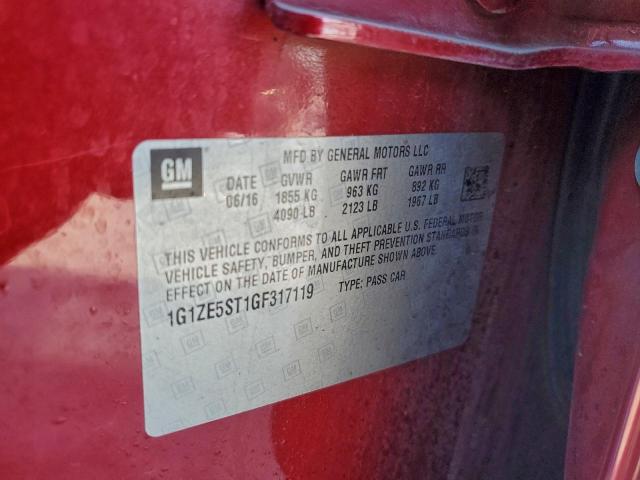 GM
MFD BY GENERAL MOTORS LLC
DATE GVWR GAWR FRT GAWR RR
06/16 1855 KG 963 KG 892 KG
4090 LB 2123 LB 1967 LB
THIS VEHICLE CONFORMS TO ALL APPLICABLE U.S. FEDERAL MOTOR
VEHICLE SAFETY, BUMPER, AND THEFT PREVENTION STANDARDS IN
EFFECT ON THE DATE OF MANUFACTURE SHOWN ABOVE.
1G1ZE5ST1GF317119 TYPE: PASS CAR